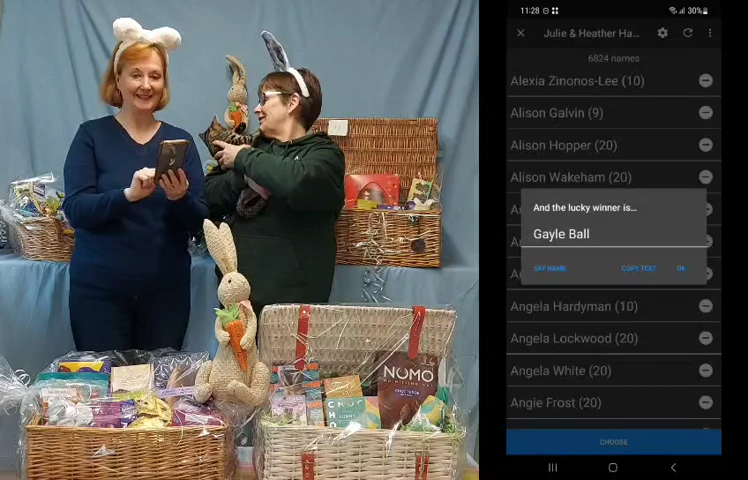 11:28
30%
Julie & Heather Ha...
6824 names
Alexia Zinonos-Lee (10)
Alison Galvin (9)
Alison Hopper (20)
Alison Wakeham (20)
And the lucky winner is...
Gayle Ball
SAY NAME COPY TEXT OK
Angela Hardyman (10)
Angela Lockwood (20)
Angela White (20)
Angie Frost (20)
CHOOSE
NOMO